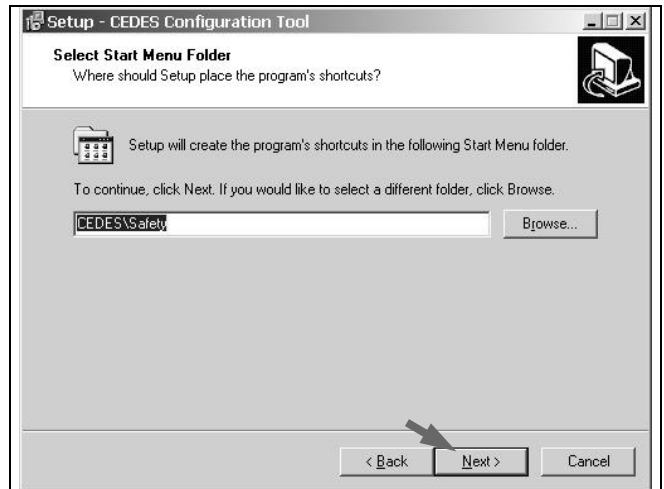 Setup - CEDES Configuration Tool
Select Start Menu Folder
Where should Setup place the program's shortcuts?
Setup will create the program's shortcuts in the following Start Menu folder.
To continue, click Next. If you would like to select a different folder, click Browse.
CEDES\Safety
Browse...
< Back
Next >
Cancel